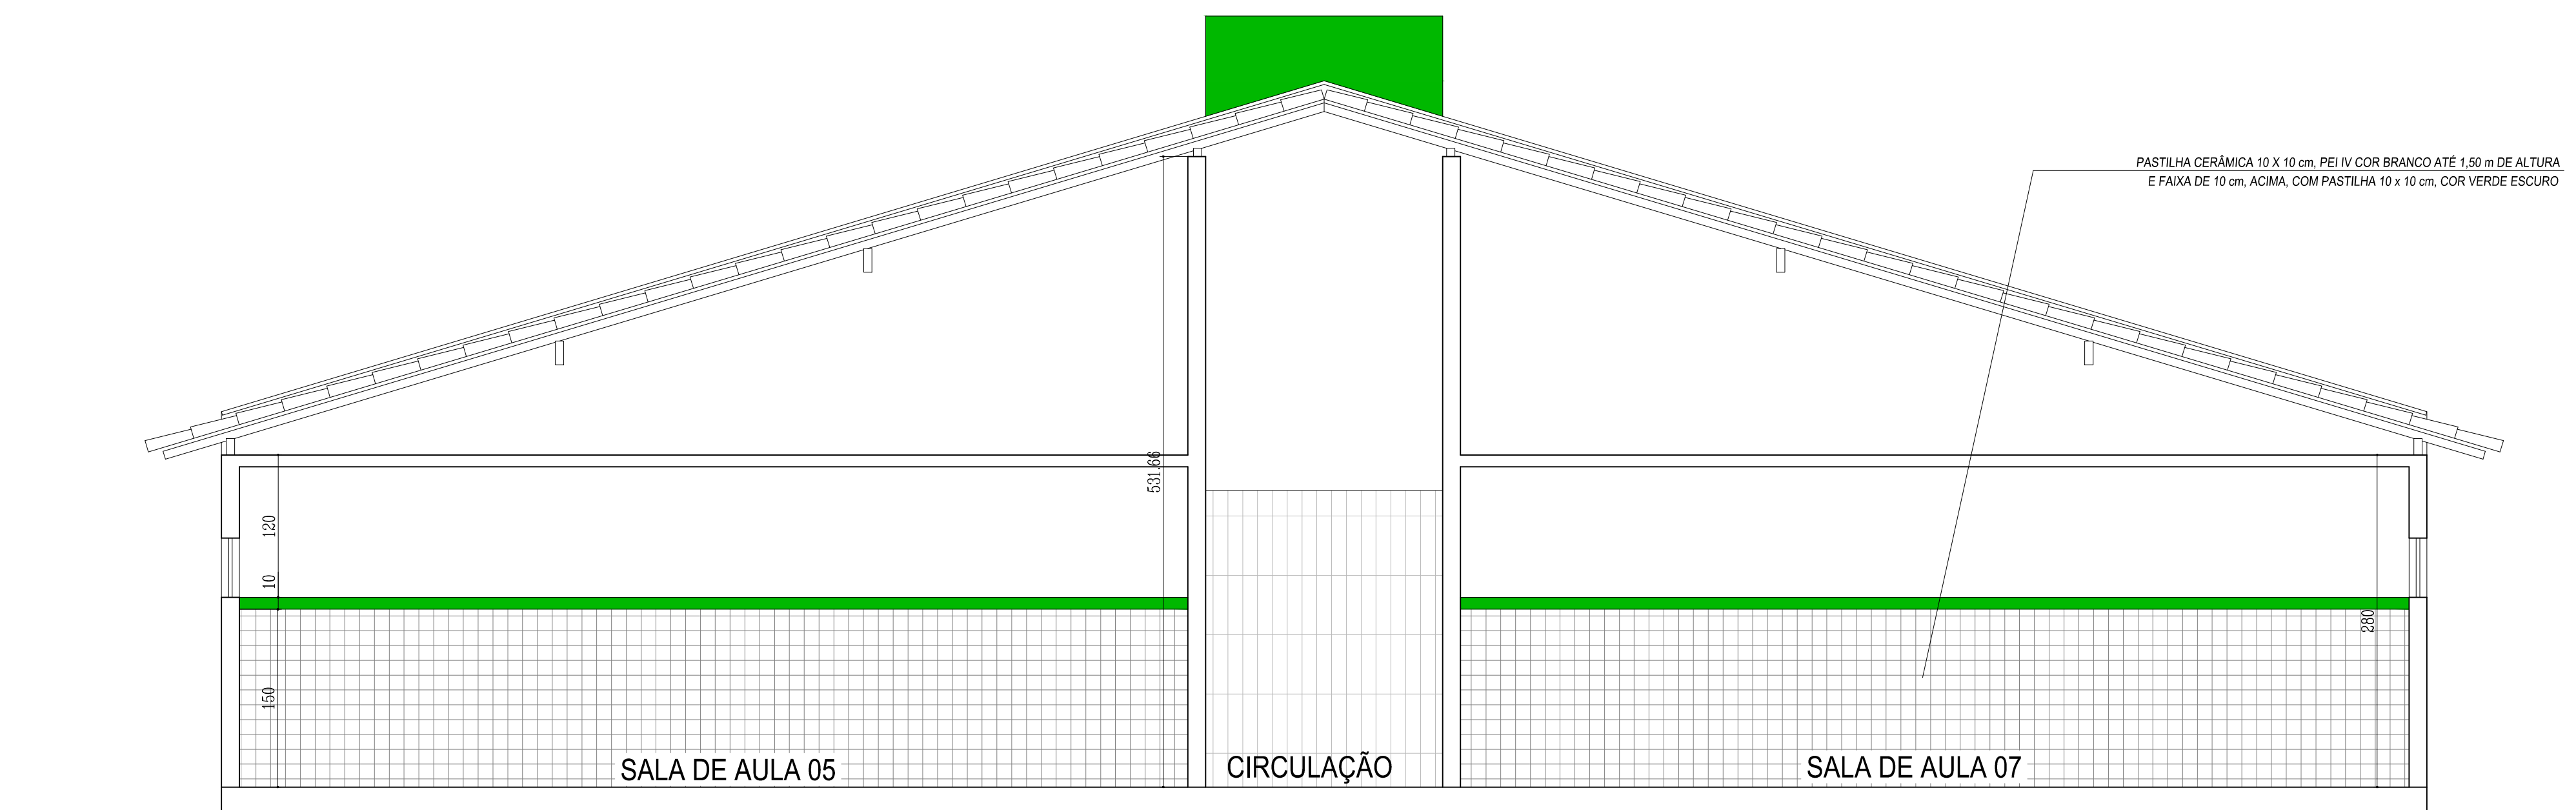 PASTILHA CERÂMICA 10 X 10 cm, PEI IV COR BRANCO ATÉ 1,50 m DE ALTURA
E FAIXA DE 10 cm, ACIMA, COM PASTILHA 10 x 10 cm, COR VERDE ESCURO
531.66
120
10
150
280
SALA DE AULA 05
CIRCULAÇÃO
SALA DE AULA 07